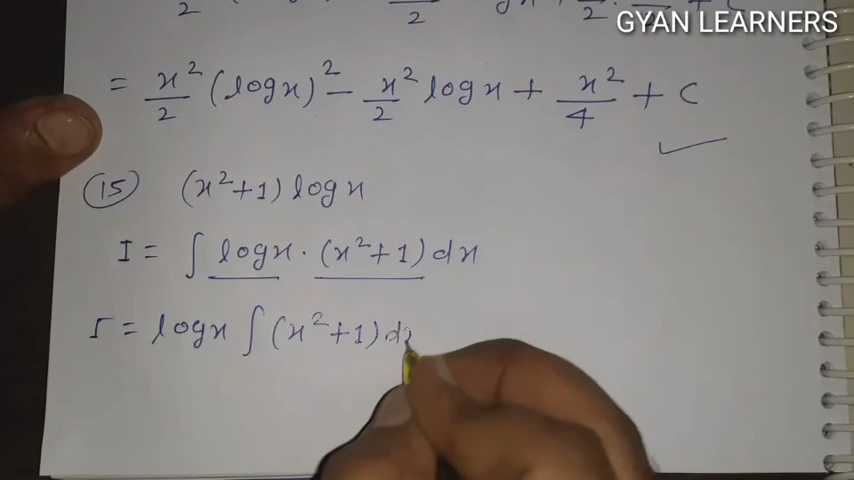 GYAN LEARNERS
= x²/2 (log x)² - x²/2 log x + x²/4 + C
(15) (x²+1) log x
I = ∫ log x · (x²+1) dx
I = log x ∫ (x²+1) dx